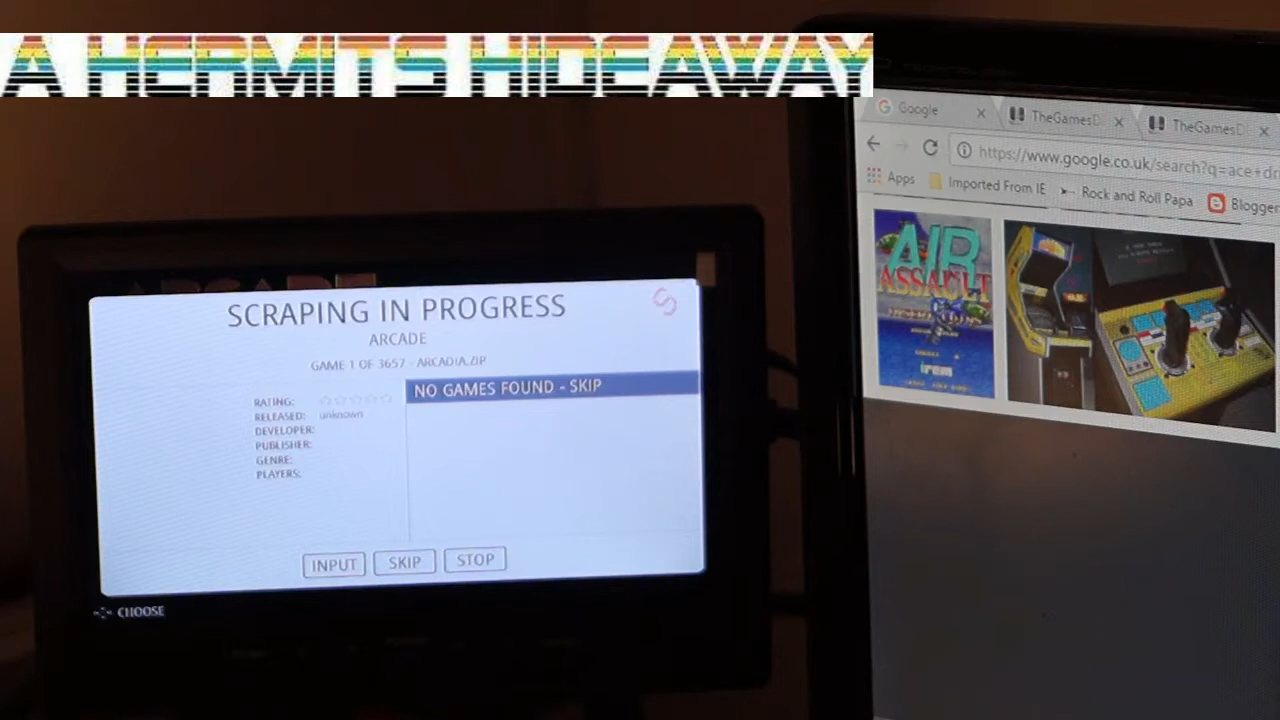 A HERMITS HIDEAWAY
Google
TheGamesD
TheGamesD
https://www.google.co.uk/search?q=ace+dr
Apps
Imported From IE
Rock and Roll Papa
Blogger
AIR
ASSAULT
irem
SCRAPING IN PROGRESS
ARCADE
GAME 1 OF 3657 - ARCADIA.ZIP
NO GAMES FOUND - SKIP
RATING:
RELEASED: unknown
DEVELOPER:
PUBLISHER:
GENRE:
PLAYERS:
INPUT SKIP STOP
CHOOSE